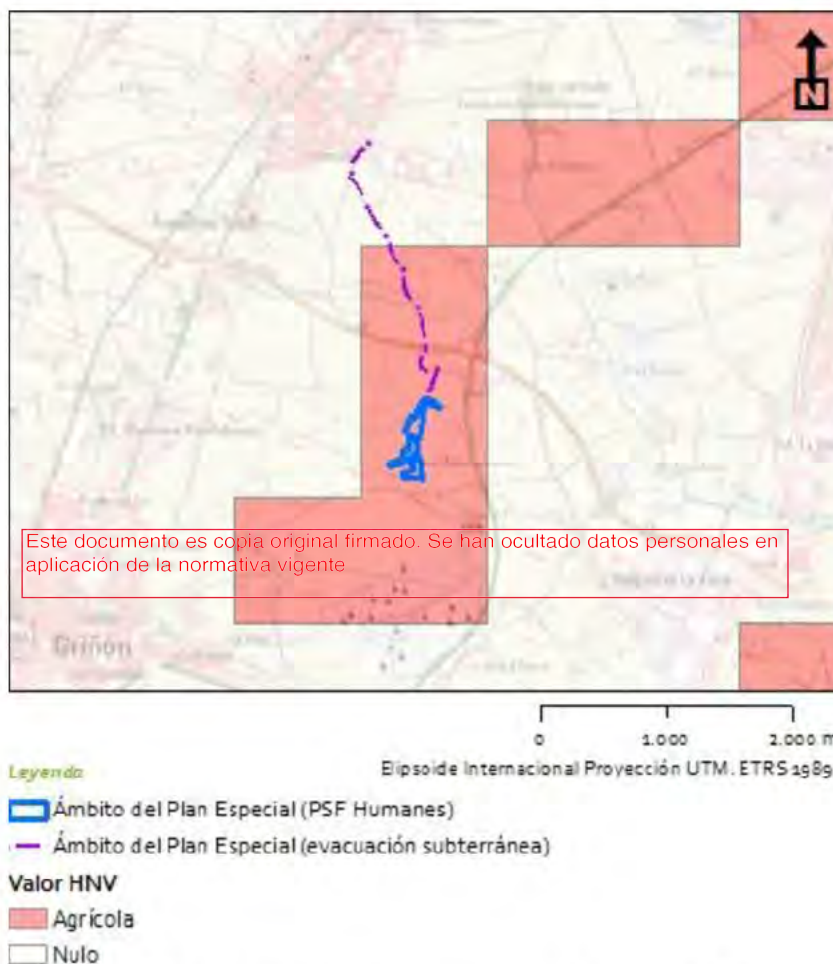 N
Este documento es copia original firmado. Se han ocultado datos personales en
aplicación de la normativa vigente
Griñón
0 1.000 2.000 m
Elipsoide Internacional Proyección UTM. ETRS 1989
Leyenda
Ámbito del Plan Especial (PSF Humanes)
Ámbito del Plan Especial (evacuación subterránea)
Valor HNV
Agrícola
Nulo